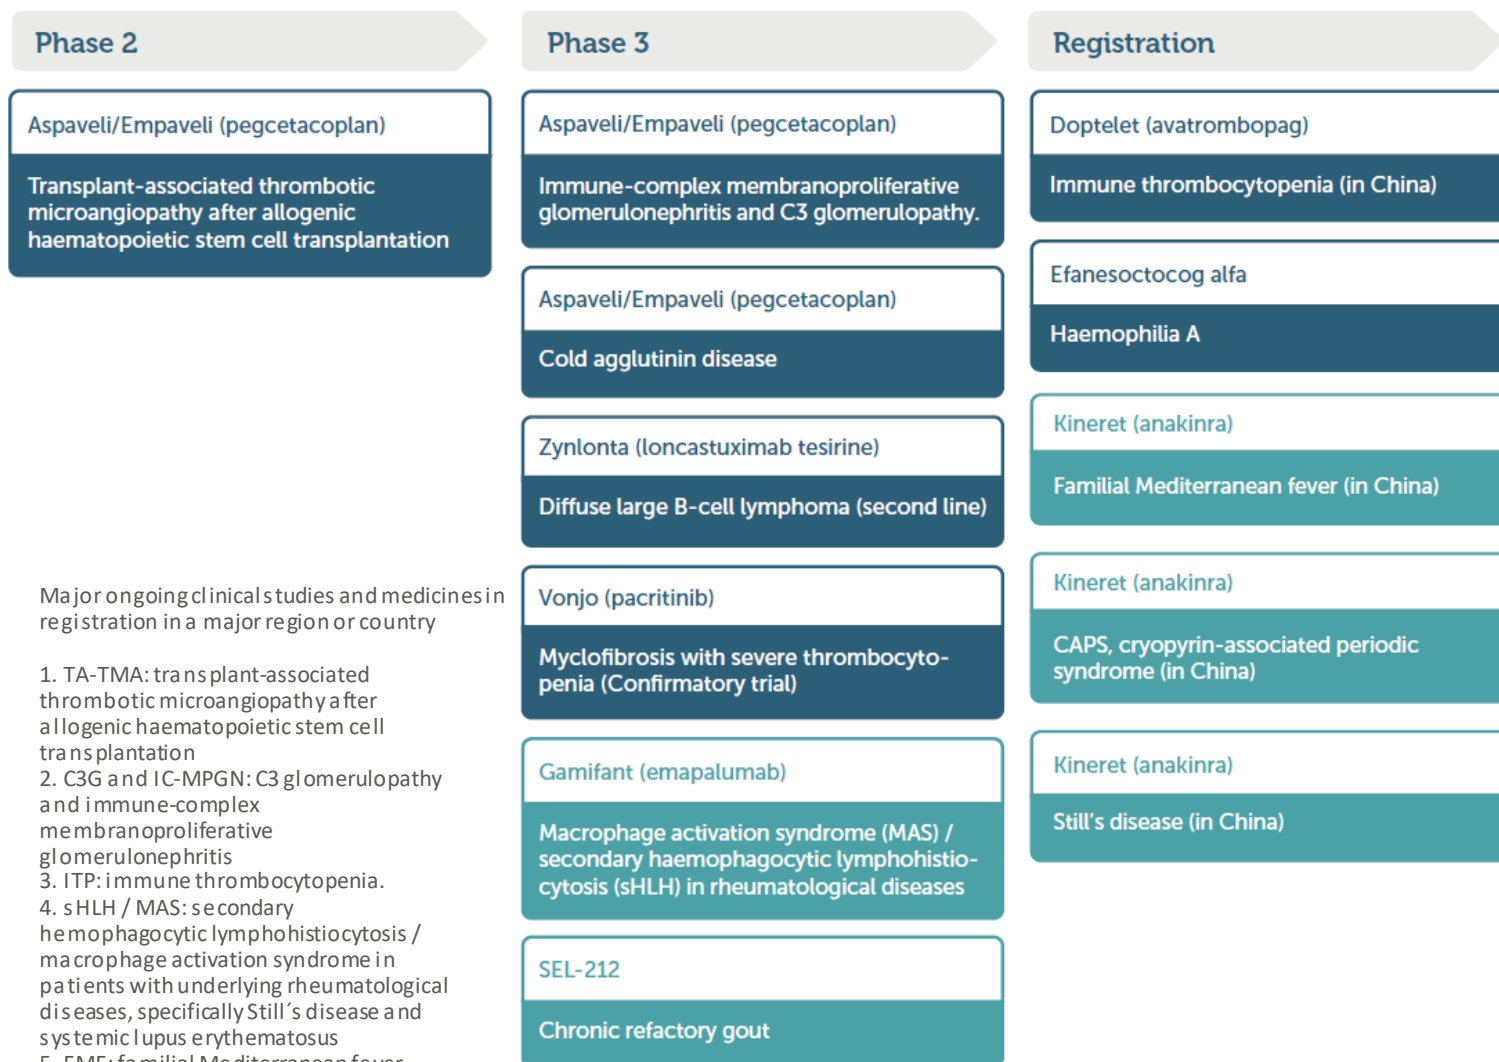 Phase 2
Aspaveli/Empaveli (pegcetacoplan)
Transplant-associated thrombotic
microangiopathy after allogenic
haematopoietic stem cell transplantation
Major ongoing clinical studies and medicines in
registration in a major region or country
1. TA-TMA: transplant-associated
thrombotic microangiopathy after
allogenic haematopoietic stem cell
transplantation
2. C3G and IC-MPGN: C3 glomerulopathy
and immune-complex
membranoproliferative
glomerulonephritis
3. ITP: immune thrombocytopenia.
4. sHLH / MAS: secondary
hemophagocytic lymphohistiocytosis /
macrophage activation syndrome in
patients with underlying rheumatological
diseases, specifically Still´s disease and
systemic lupus erythematosus
5. FMF: familial Mediterranean fever
Phase 3
Aspaveli/Empaveli (pegcetacoplan)
Immune-complex membranoproliferative
glomerulonephritis and C3 glomerulopathy.
Aspaveli/Empaveli (pegcetacoplan)
Cold agglutinin disease
Zynlonta (loncastuximab tesirine)
Diffuse large B-cell lymphoma (second line)
Vonjo (pacritinib)
Myclofibrosis with severe thrombocyto-
penia (Confirmatory trial)
Gamifant (emapalumab)
Macrophage activation syndrome (MAS) /
secondary haemophagocytic lymphohistio-
cytosis (sHLH) in rheumatological diseases
SEL-212
Chronic refactory gout
Registration
Doptelet (avatrombopag)
Immune thrombocytopenia (in China)
Efanesoctocog alfa
Haemophilia A
Kineret (anakinra)
Familial Mediterranean fever (in China)
Kineret (anakinra)
CAPS, cryopyrin-associated periodic
syndrome (in China)
Kineret (anakinra)
Still's disease (in China)